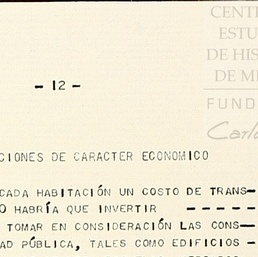 CENT
ESTU
DE HIS
DE M
FUND
Carlo
- 12 -
CIONES DE CARACTER ECONOMICO
CADA HABITACIÓN UN COSTO DE TRANS-
O HABRÍA QUE INVERTIR - - - - -
TOMAR EN CONSIDERACIÓN LAS CONS-
AD PÚBLICA, TALES COMO EDIFICIOS -